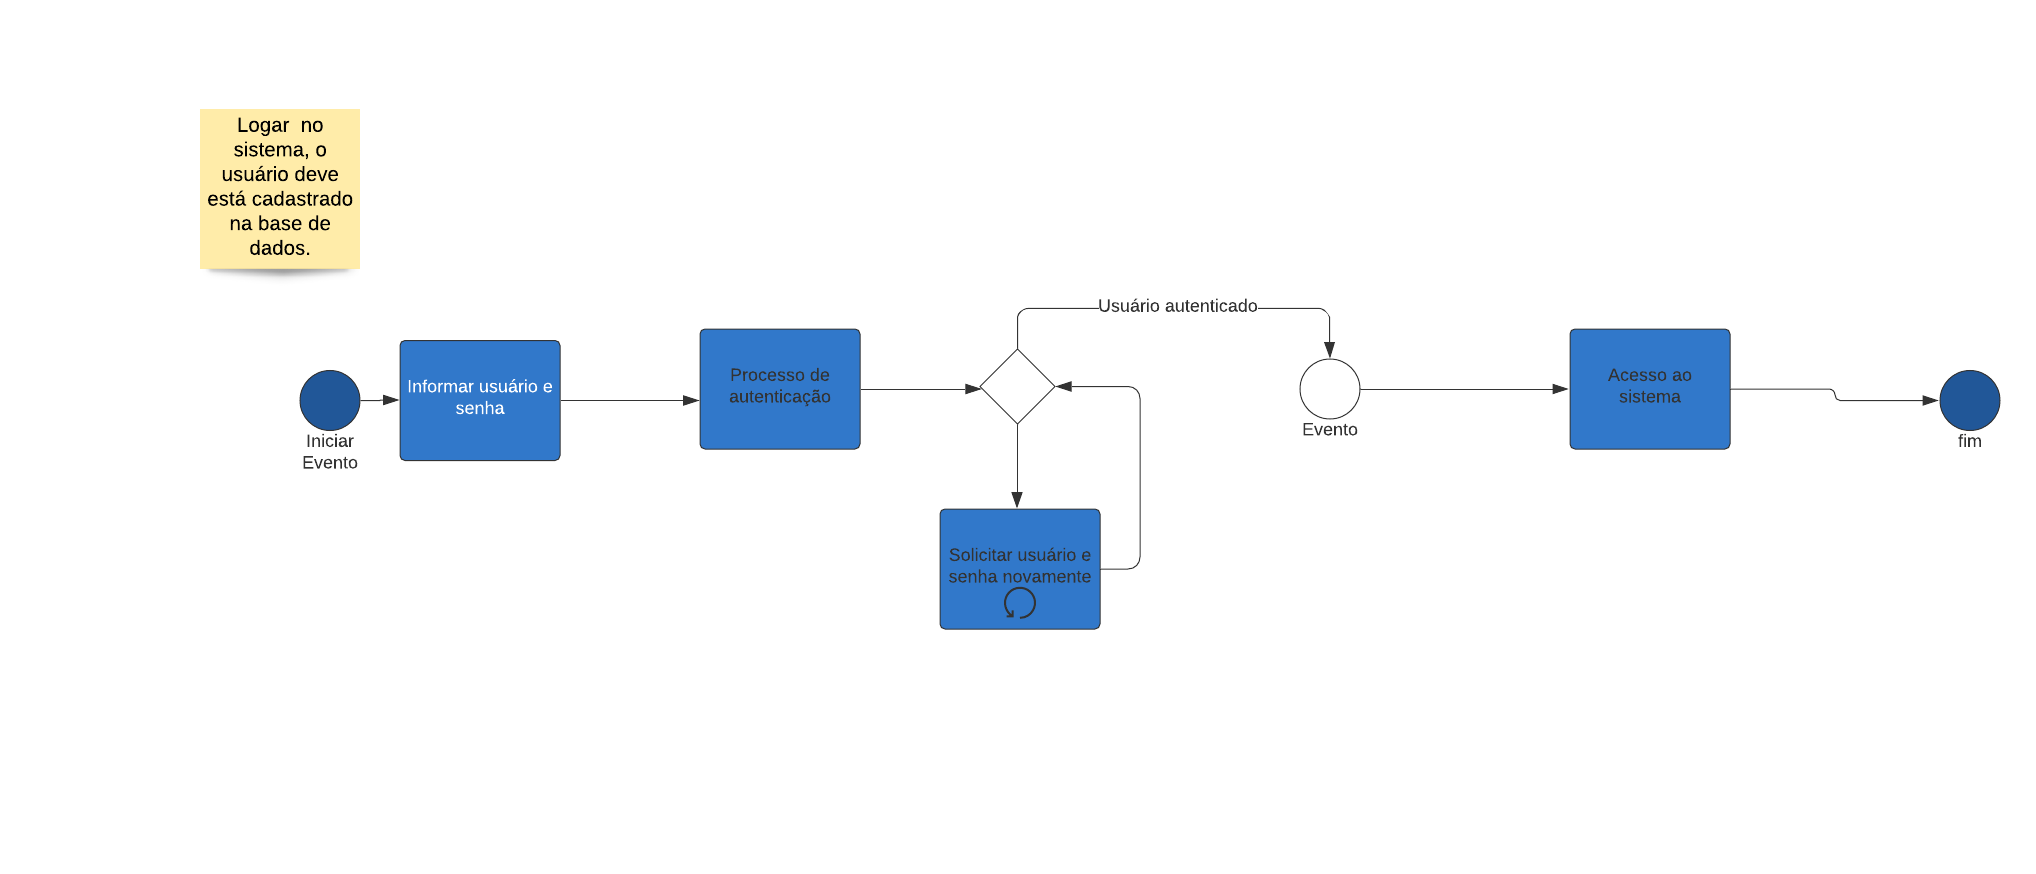 Logar  no
sistema, o
usuário deve
está cadastrado
na base de
dados.
Iniciar
Evento
Informar usuário e
senha
Processo de
autenticação
Usuário autenticado
Solicitar usuário e
senha novamente
Evento
Acesso ao
sistema
fim